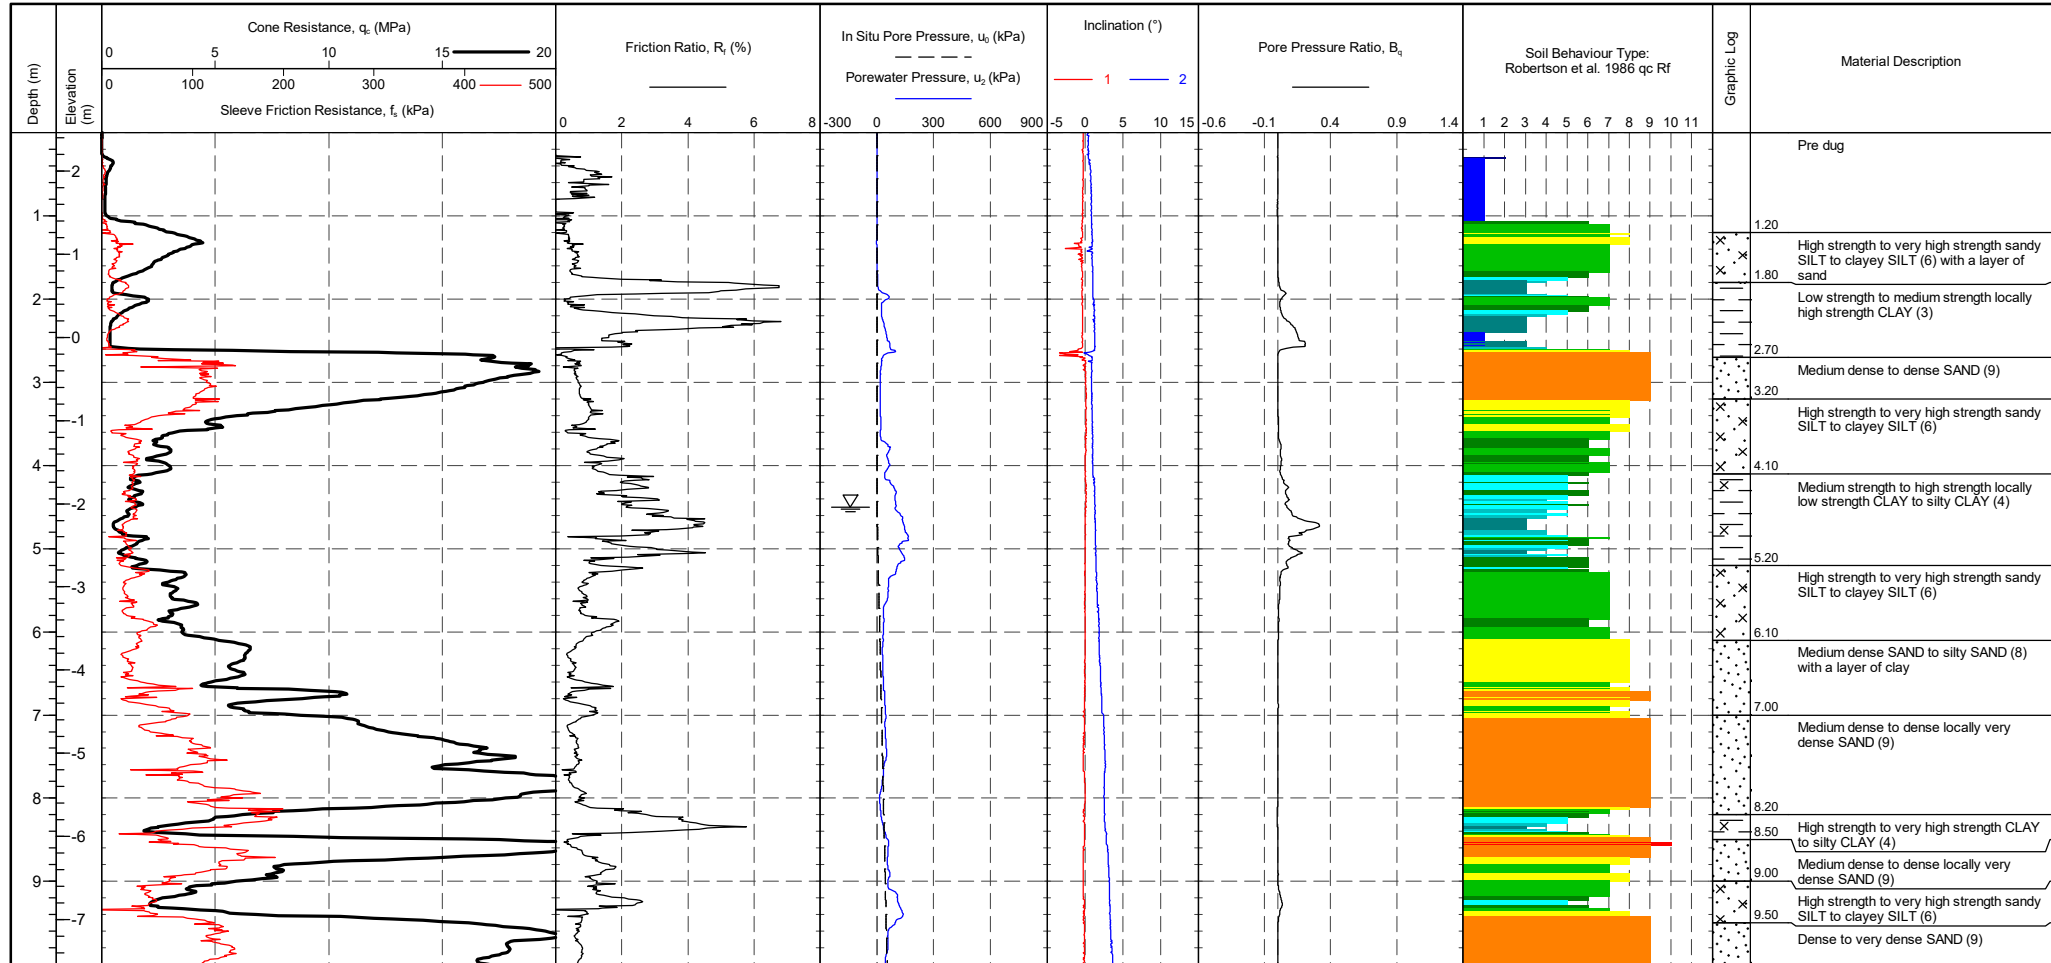 Depth (m)
Elevation (m)
Cone Resistance, qc (MPa)
0 5 10 15 20
0 100 200 300 400 500
Sleeve Friction Resistance, fs (kPa)
Friction Ratio, Rf (%)
0 2 4 6 8
In Situ Pore Pressure, u0 (kPa)
Porewater Pressure, u2 (kPa)
-300 0 300 600 900
Inclination (°)
1 2
-5 0 5 10 15
Pore Pressure Ratio, Bq
-0.6 -0.1 0.4 0.9 1.4
Soil Behaviour Type:
Robertson et al. 1986 qc Rf
1 2 3 4 5 6 7 8 9 10 11
Graphic Log
Material Description
1
2
3
4
5
6
7
8
9
2
1
0
-1
-2
-3
-4
-5
-6
-7
Pre dug
1.20
High strength to very high strength sandy
SILT to clayey SILT (6) with a layer of
sand
1.80
Low strength to medium strength locally
high strength CLAY (3)
2.70
Medium dense to dense SAND (9)
3.20
High strength to very high strength sandy
SILT to clayey SILT (6)
4.10
Medium strength to high strength locally
low strength CLAY to silty CLAY (4)
5.20
High strength to very high strength sandy
SILT to clayey SILT (6)
6.10
Medium dense SAND to silty SAND (8)
with a layer of clay
7.00
Medium dense to dense locally very
dense SAND (9)
8.20
High strength to very high strength CLAY
to silty CLAY (4)
8.50
Medium dense to dense locally very
dense SAND (9)
9.00
High strength to very high strength sandy
SILT to clayey SILT (6)
9.50
Dense to very dense SAND (9)